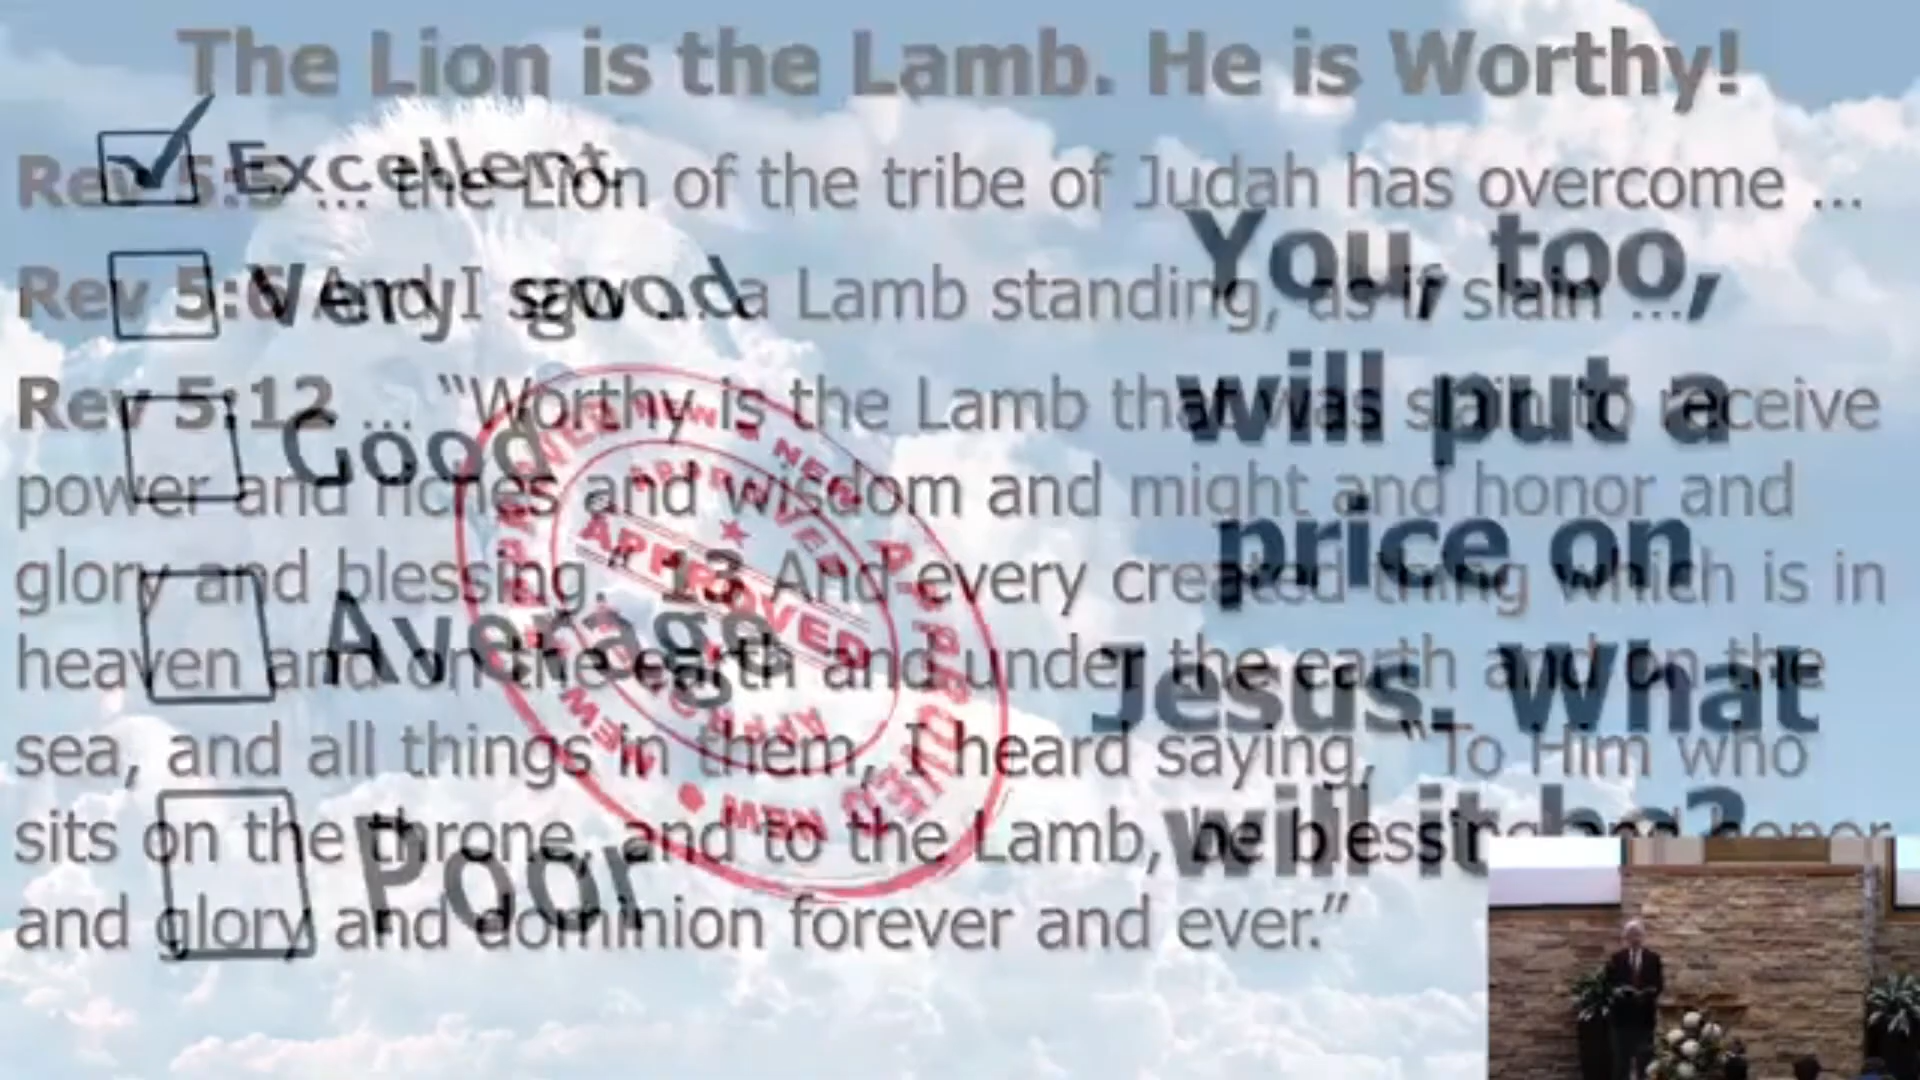 The Lion is the Lamb. He is Worthy!
Rev 5:5 ... the Lion of the tribe of Judah has overcome ...
Rev 5:6 And I saw ... a Lamb standing, as if slain ...
Rev 5:12 ... “Worthy is the Lamb that was slain to receive
power and riches and wisdom and might and honor and
glory and blessing.” 13 And every created thing which is in
heaven and on the earth and under the earth and on the
sea, and all things in them, I heard saying, “To Him who
sits on the throne, and to the Lamb, be blessing and honor
and glory and dominion forever and ever.”
Excellent
Very good
Good
Average
Poor
APPROVED
APPROVED
NEW
You, too,
will put a
price on
Jesus. What
will it be?